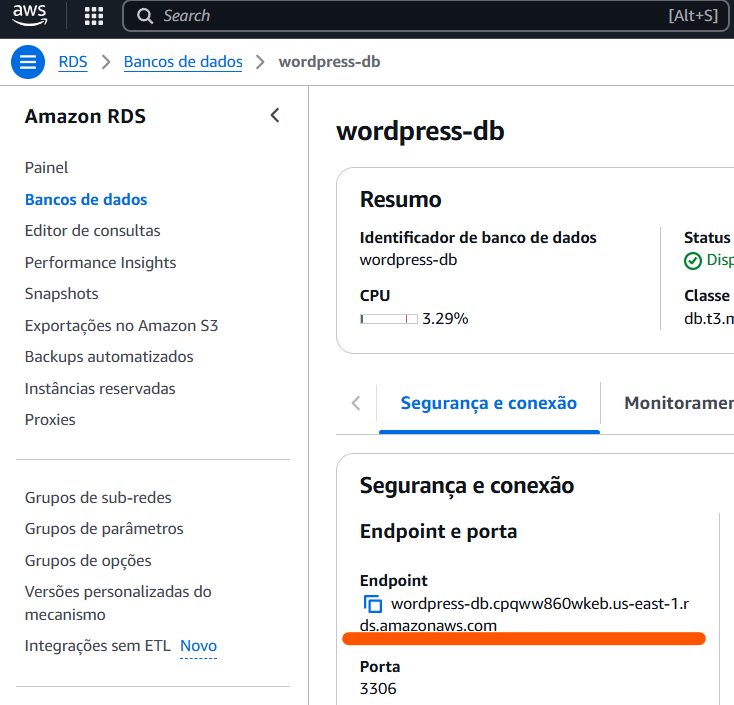 aws
Search
[Alt+S]
RDS > Bancos de dados > wordpress-db
Amazon RDS
Painel
Bancos de dados
Editor de consultas
Performance Insights
Snapshots
Exportações no Amazon S3
Backups automatizados
Instâncias reservadas
Proxies
Grupos de sub-redes
Grupos de parâmetros
Grupos de opções
Versões personalizadas do
mecanismo
Integrações sem ETL Novo
wordpress-db
Resumo
Identificador de banco de dados
wordpress-db
CPU
3.29%
Status
Disp
Classe
db.t3.m
Segurança e conexão
Monitoramen
Segurança e conexão
Endpoint e porta
Endpoint
wordpress-db.cpqww860wkeb.us-east-1.r
ds.amazonaws.com
Porta
3306